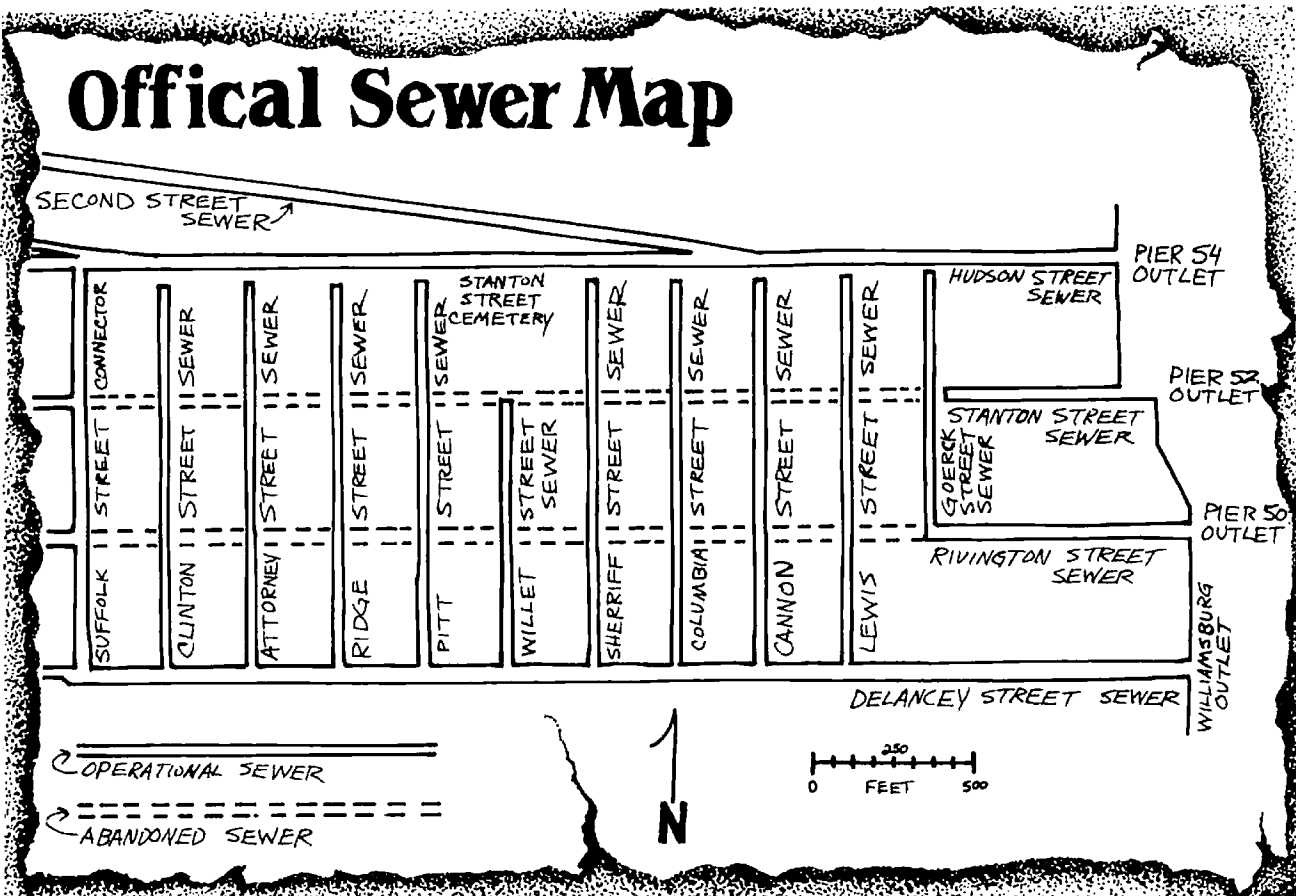 Offical Sewer Map
SECOND STREET
SEWER
PIER 54
OUTLET
HUDSON STREET
SEWER
STANTON
STREET
CEMETERY
SUFFOLK STREET CONNECTOR
CLINTON STREET SEWER
ATTORNEY STREET SEWER
RIDGE STREET SEWER
PITT STREET SEWER
WILLET STREET
SEWER
SHERRIFF STREET SEWER
COLUMBIA STREET SEWER
CANNON STREET SEWER
LEWIS STREET SEWER
PIER 52
OUTLET
STANTON STREET
SEWER
GOERCK
STREET
SEWER
PIER 50
OUTLET
RIVINGTON STREET
SEWER
WILLIAMSBURG
OUTLET
DELANCEY STREET SEWER
OPERATIONAL SEWER
ABANDONED SEWER
N
250
0 FEET 500